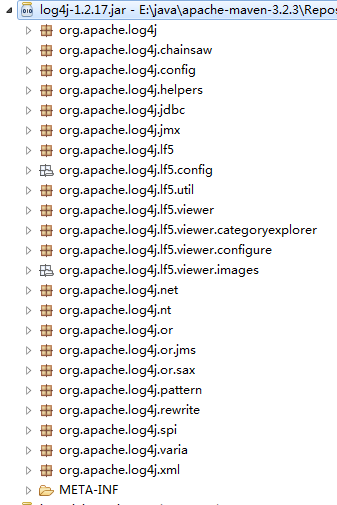 log4j-1.2.17.jar - E:\java\apache-maven-3.2.3\Repos
org.apache.log4j
org.apache.log4j.chainsaw
org.apache.log4j.config
org.apache.log4j.helpers
org.apache.log4j.jdbc
org.apache.log4j.jmx
org.apache.log4j.lf5
org.apache.log4j.lf5.config
org.apache.log4j.lf5.util
org.apache.log4j.lf5.viewer
org.apache.log4j.lf5.viewer.categoryexplorer
org.apache.log4j.lf5.viewer.configure
org.apache.log4j.lf5.viewer.images
org.apache.log4j.net
org.apache.log4j.nt
org.apache.log4j.or
org.apache.log4j.or.jms
org.apache.log4j.or.sax
org.apache.log4j.pattern
org.apache.log4j.rewrite
org.apache.log4j.spi
org.apache.log4j.varia
org.apache.log4j.xml
META-INF